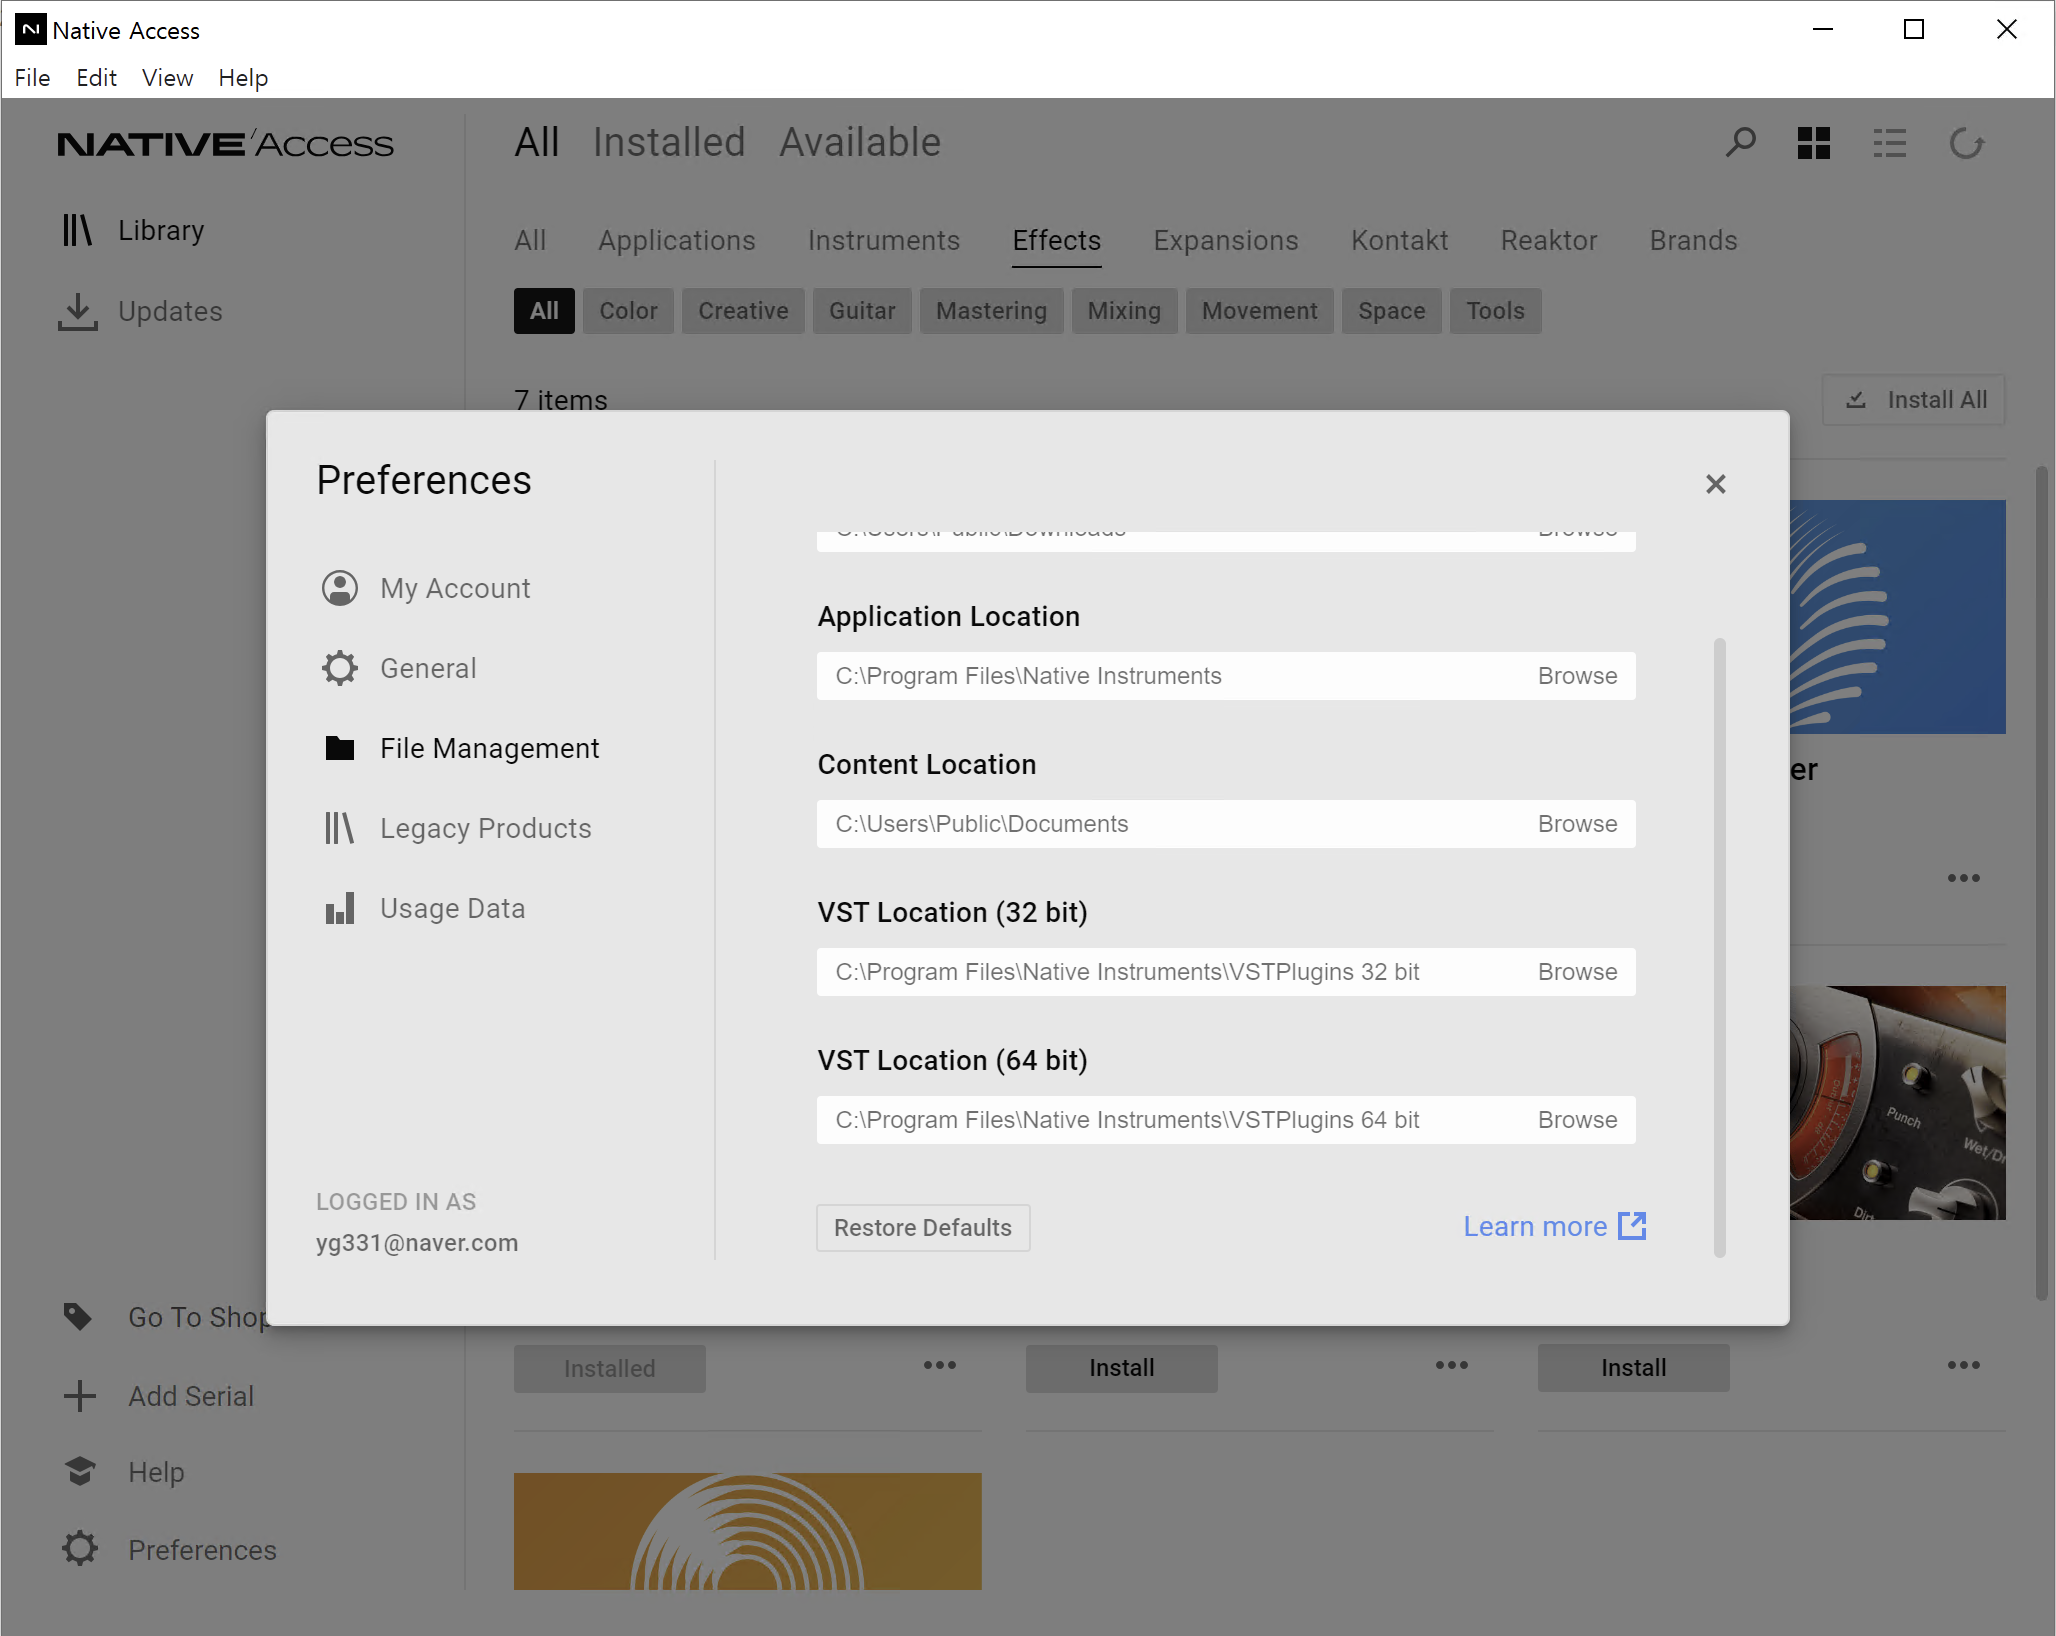 Native Access
File Edit View Help
NATIVE/Access
Library
Updates
All Installed Available
All Applications Instruments Effects Expansions Kontakt Reaktor Brands
All Color Creative Guitar Mastering Mixing Movement Space Tools
7 items
Install All
Preferences
My Account
General
File Management
Legacy Products
Usage Data
LOGGED IN AS
yg331@naver.com
C:\Users\Public\Downloads Browse
Application Location
C:\Program Files\Native Instruments Browse
Content Location
C:\Users\Public\Documents Browse
VST Location (32 bit)
C:\Program Files\Native Instruments\VSTPlugins 32 bit Browse
VST Location (64 bit)
C:\Program Files\Native Instruments\VSTPlugins 64 bit Browse
Restore Defaults
Learn more
er
Punch
Wet/Dr
Dirt
Installed
Install
Install
Go To Shop
Add Serial
Help
Preferences